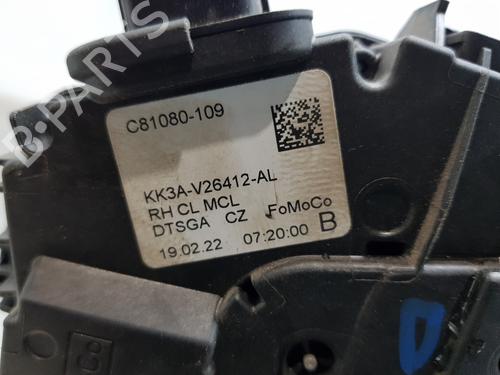 C81080-109
KK3A-V26412-AL
RH CL MCL
DTSGA CZ FoMoCo
19.02.22 07:20:00 B
B-PARTS